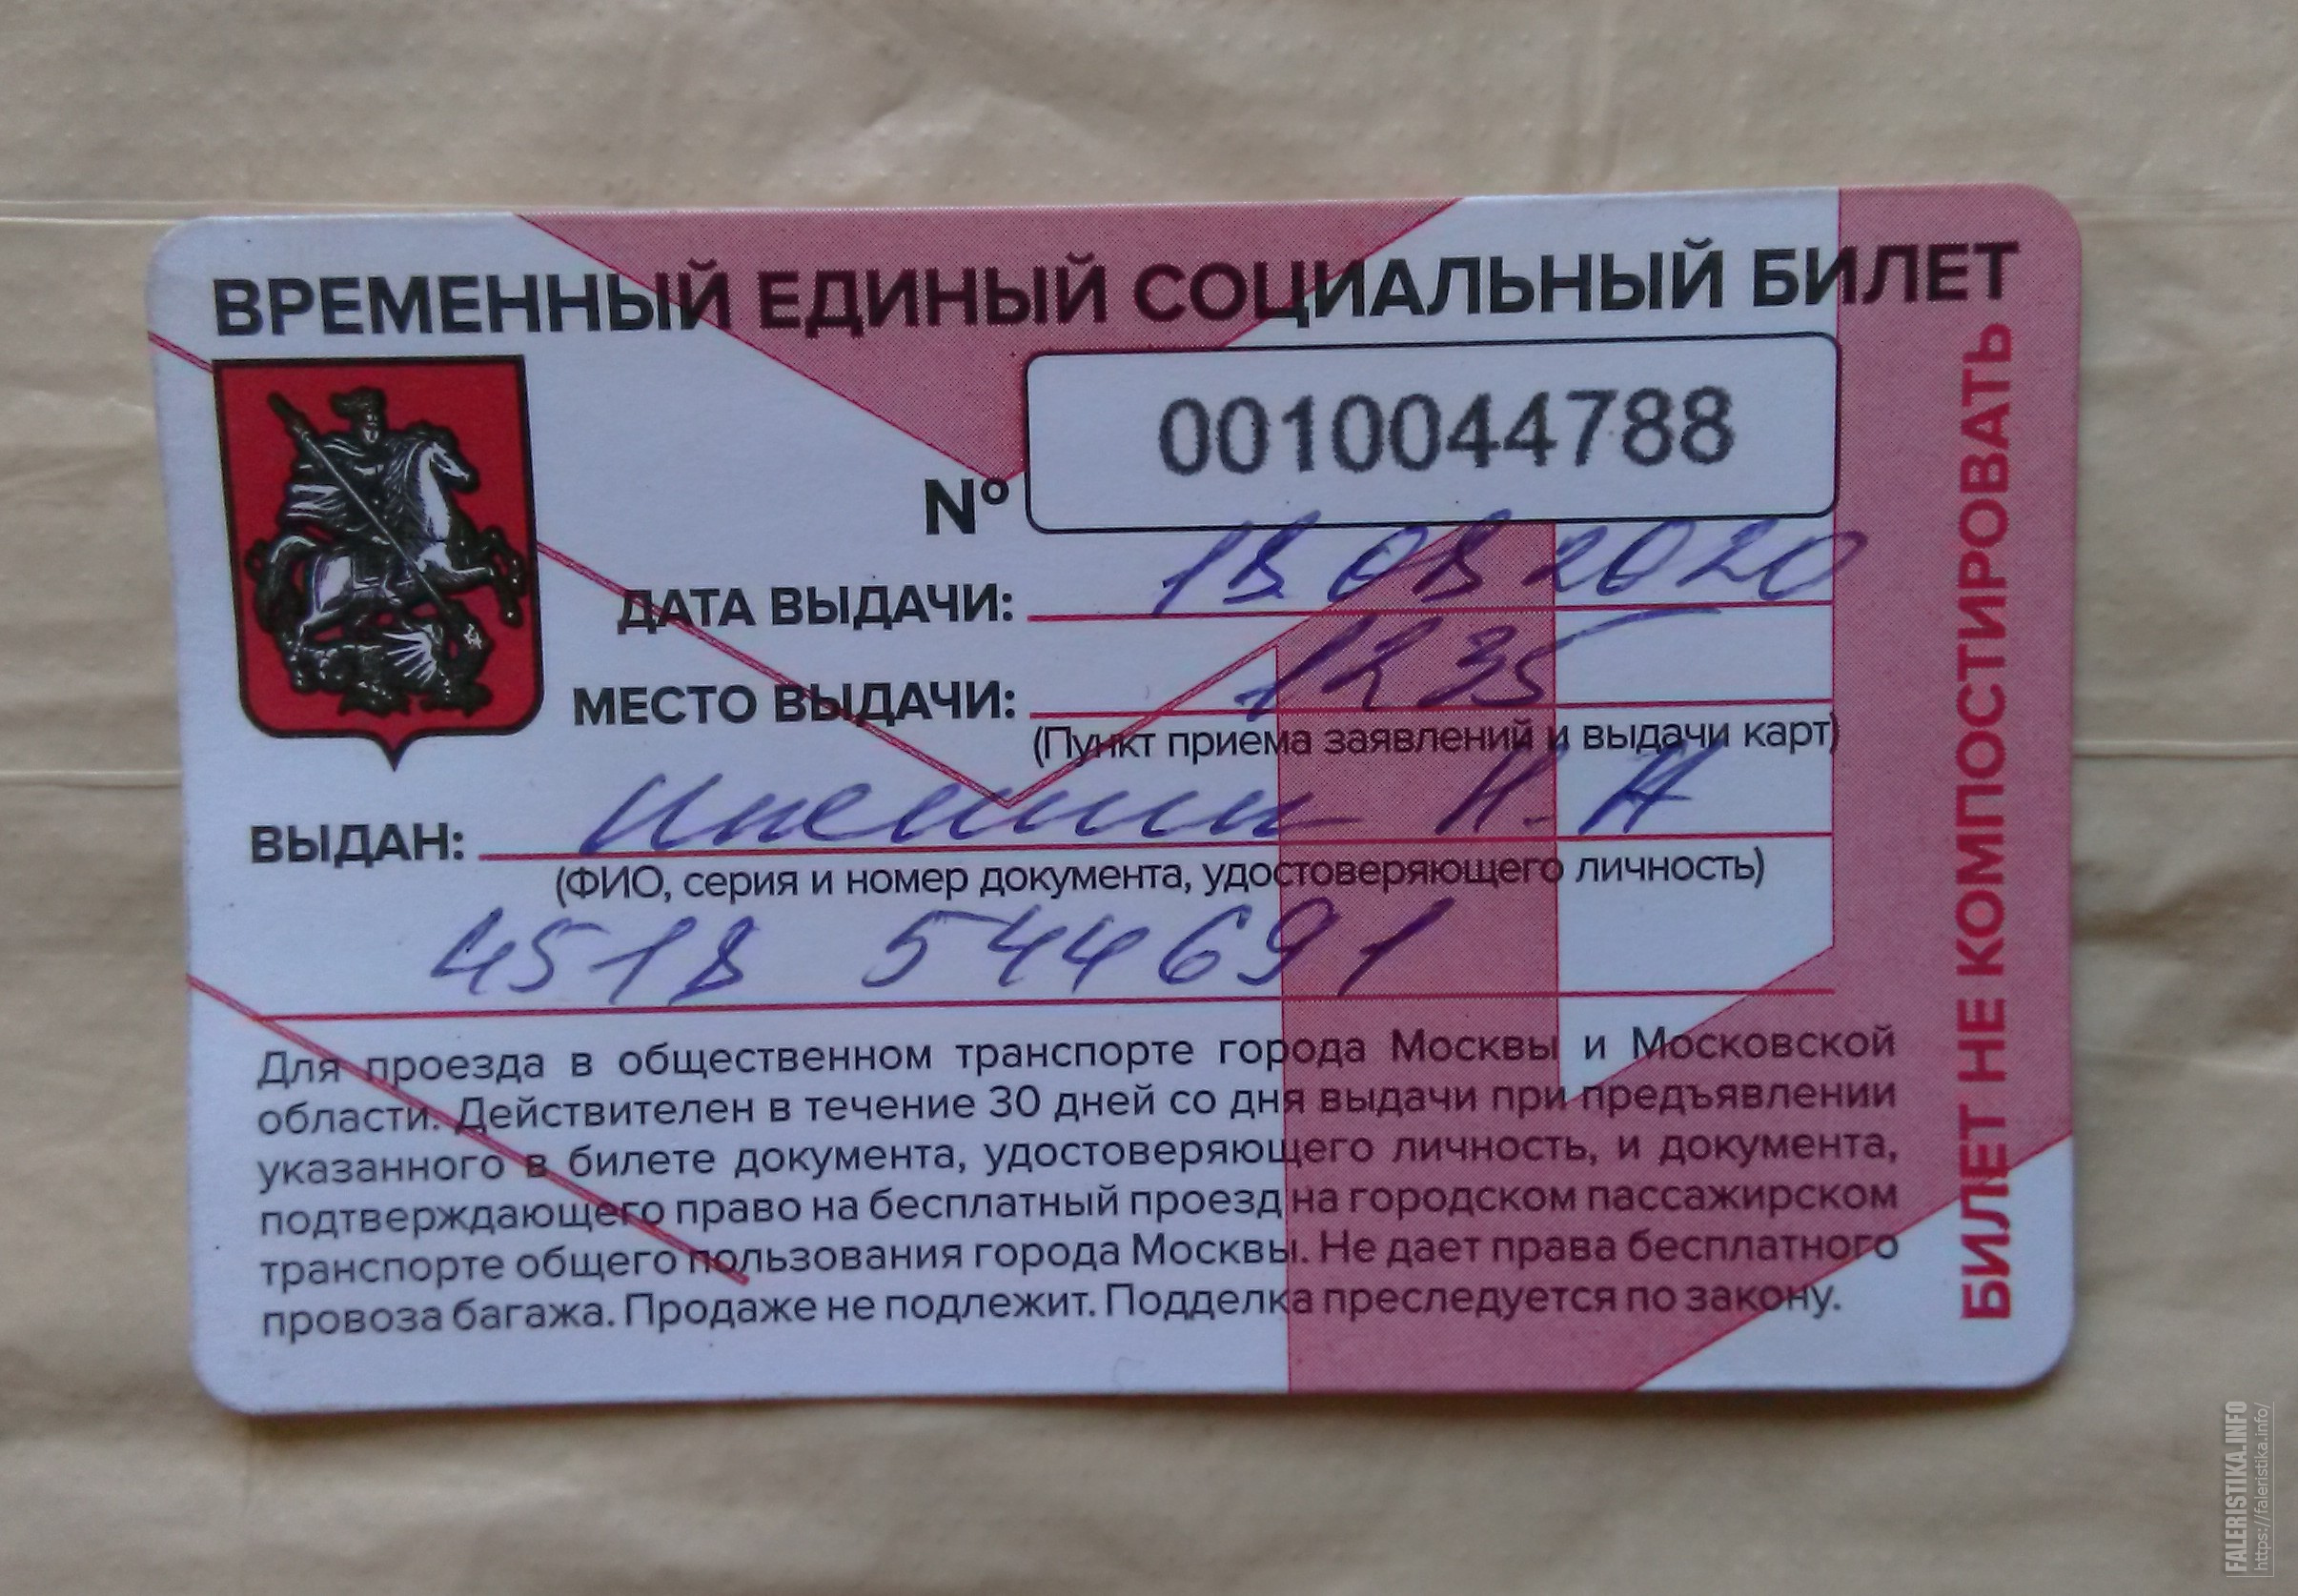 ВРЕМЕННЫЙ ЕДИНЫЙ СОЦИАЛЬНЫЙ БИЛЕТ
№ 0010044788
ДАТА ВЫДАЧИ: 18 08 2020
МЕСТО ВЫДАЧИ: 1235
(Пункт приема заявлений и выдачи карт)
ВЫДАН: Н. А
(ФИО, серия и номер документа, удостоверяющего личность)
4518 544691
Для проезда в общественном транспорте города Москвы и Московской
области. Действителен в течение 30 дней со дня выдачи при предъявлении
указанного в билете документа, удостоверяющего личность, и документа,
подтверждающего право на бесплатный проезд на городском пассажирском
транспорте общего пользования города Москвы. Не дает права бесплатного
провоза багажа. Продаже не подлежит. Подделка преследуется по закону.
БИЛЕТ НЕ КОМПОСТИРОВАТЬ
FALERISTIKA.INFO
https://faleristika.info/